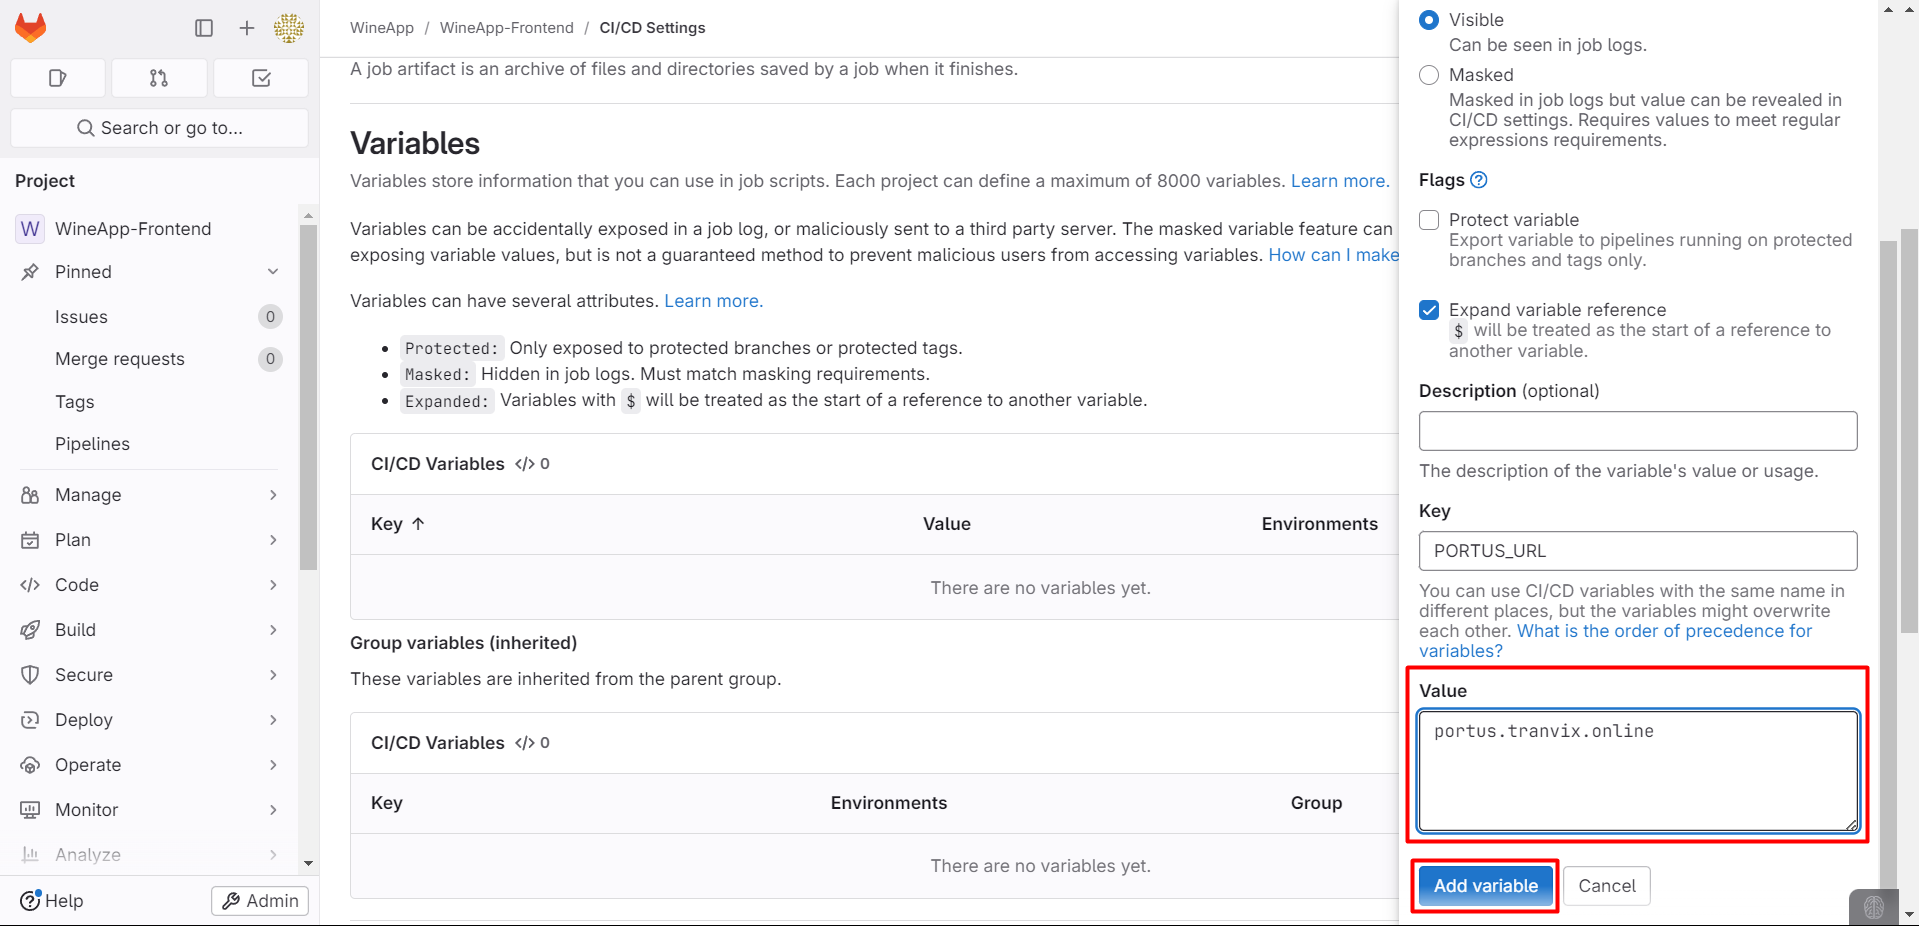 Search or go to...
Project
W WineApp-Frontend
Pinned
Issues 0
Merge requests 0
Tags
Pipelines
Manage
Plan
Code
Build
Secure
Deploy
Operate
Monitor
Analyze
Help
Admin
WineApp / WineApp-Frontend / CI/CD Settings
A job artifact is an archive of files and directories saved by a job when it finishes.
Variables
Variables store information that you can use in job scripts. Each project can define a maximum of 8000 variables. Learn more.
Variables can be accidentally exposed in a job log, or maliciously sent to a third party server. The masked variable feature can
exposing variable values, but is not a guaranteed method to prevent malicious users from accessing variables. How can I make
Variables can have several attributes. Learn more.
• Protected: Only exposed to protected branches or protected tags.
• Masked: Hidden in job logs. Must match masking requirements.
• Expanded: Variables with $ will be treated as the start of a reference to another variable.
CI/CD Variables </> 0
Key ↑ Value Environments
There are no variables yet.
Group variables (inherited)
These variables are inherited from the parent group.
CI/CD Variables </> 0
Key Environments Group
There are no variables yet.
Visible
Can be seen in job logs.
Masked
Masked in job logs but value can be revealed in
CI/CD settings. Requires values to meet regular
expressions requirements.
Flags
Protect variable
Export variable to pipelines running on protected
branches and tags only.
Expand variable reference
$ will be treated as the start of a reference to
another variable.
Description (optional)
The description of the variable's value or usage.
Key
PORTUS_URL
You can use CI/CD variables with the same name in
different places, but the variables might overwrite
each other. What is the order of precedence for
variables?
Value
portus.tranvix.online
Add variable
Cancel